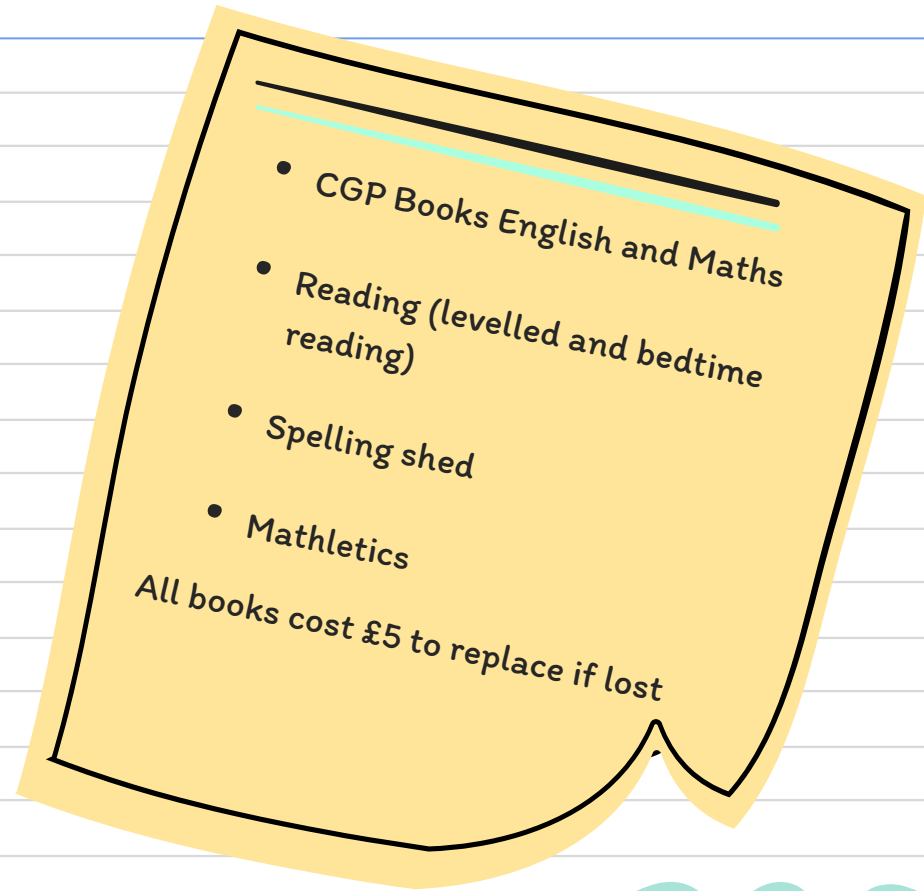 • CGP Books English and Maths
• Reading (levelled and bedtime
reading)
• Spelling shed
• Mathletics
All books cost £5 to replace if lost